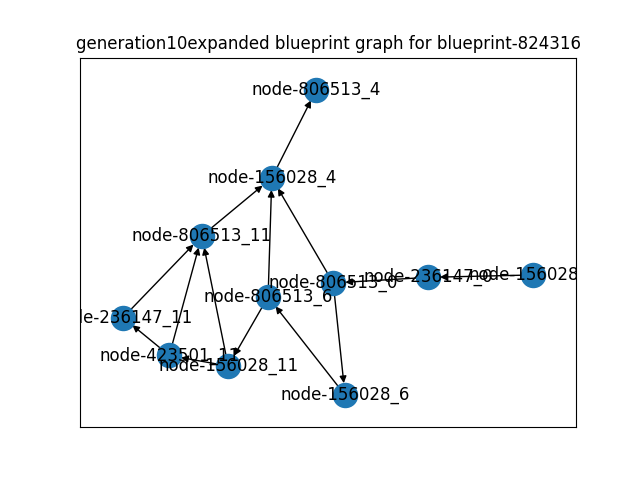 generation10expanded blueprint graph for blueprint-824316
node-806513_4
node-156028_4
node-806513_11
node-156028
node-236147_0
node-806513_0
node-806513_6
le-236147_11
node-423501_11
node-156028_11
node-156028_6